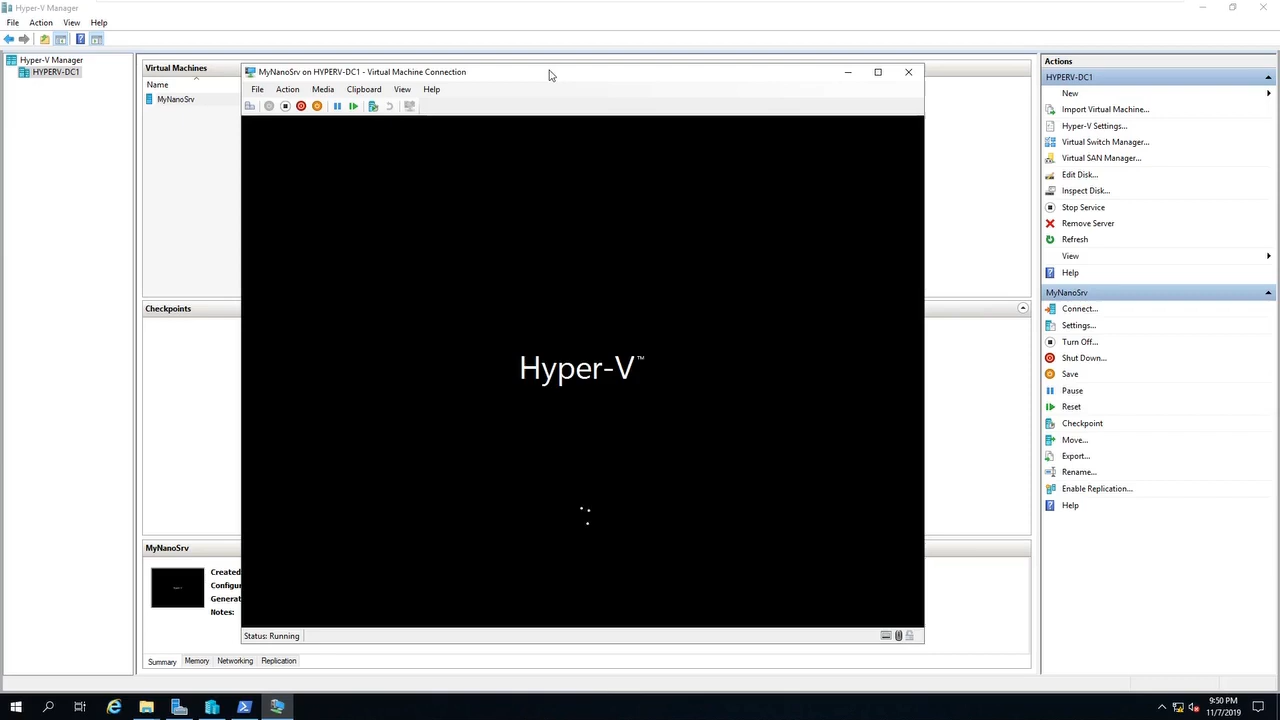 Hyper-V Manager
File Action View Help
Hyper-V Manager
HYPERV-DC1
Virtual Machines
Name
MyNanoSrv
MyNanoSrv on HYPERV-DC1 - Virtual Machine Connection
File Action Media Clipboard View Help
Hyper-V™
Status: Running
Checkpoints
MyNanoSrv
Created
Configu
Generat
Notes:
Hyper-V
Summary Memory Networking Replication
Actions
HYPERV-DC1
New
Import Virtual Machine...
Hyper-V Settings...
Virtual Switch Manager...
Virtual SAN Manager...
Edit Disk...
Inspect Disk...
Stop Service
Remove Server
Refresh
View
Help
MyNanoSrv
Connect...
Settings...
Turn Off...
Shut Down...
Save
Pause
Reset
Checkpoint
Move...
Export...
Rename...
Enable Replication...
Help
9:50 PM
11/7/2019